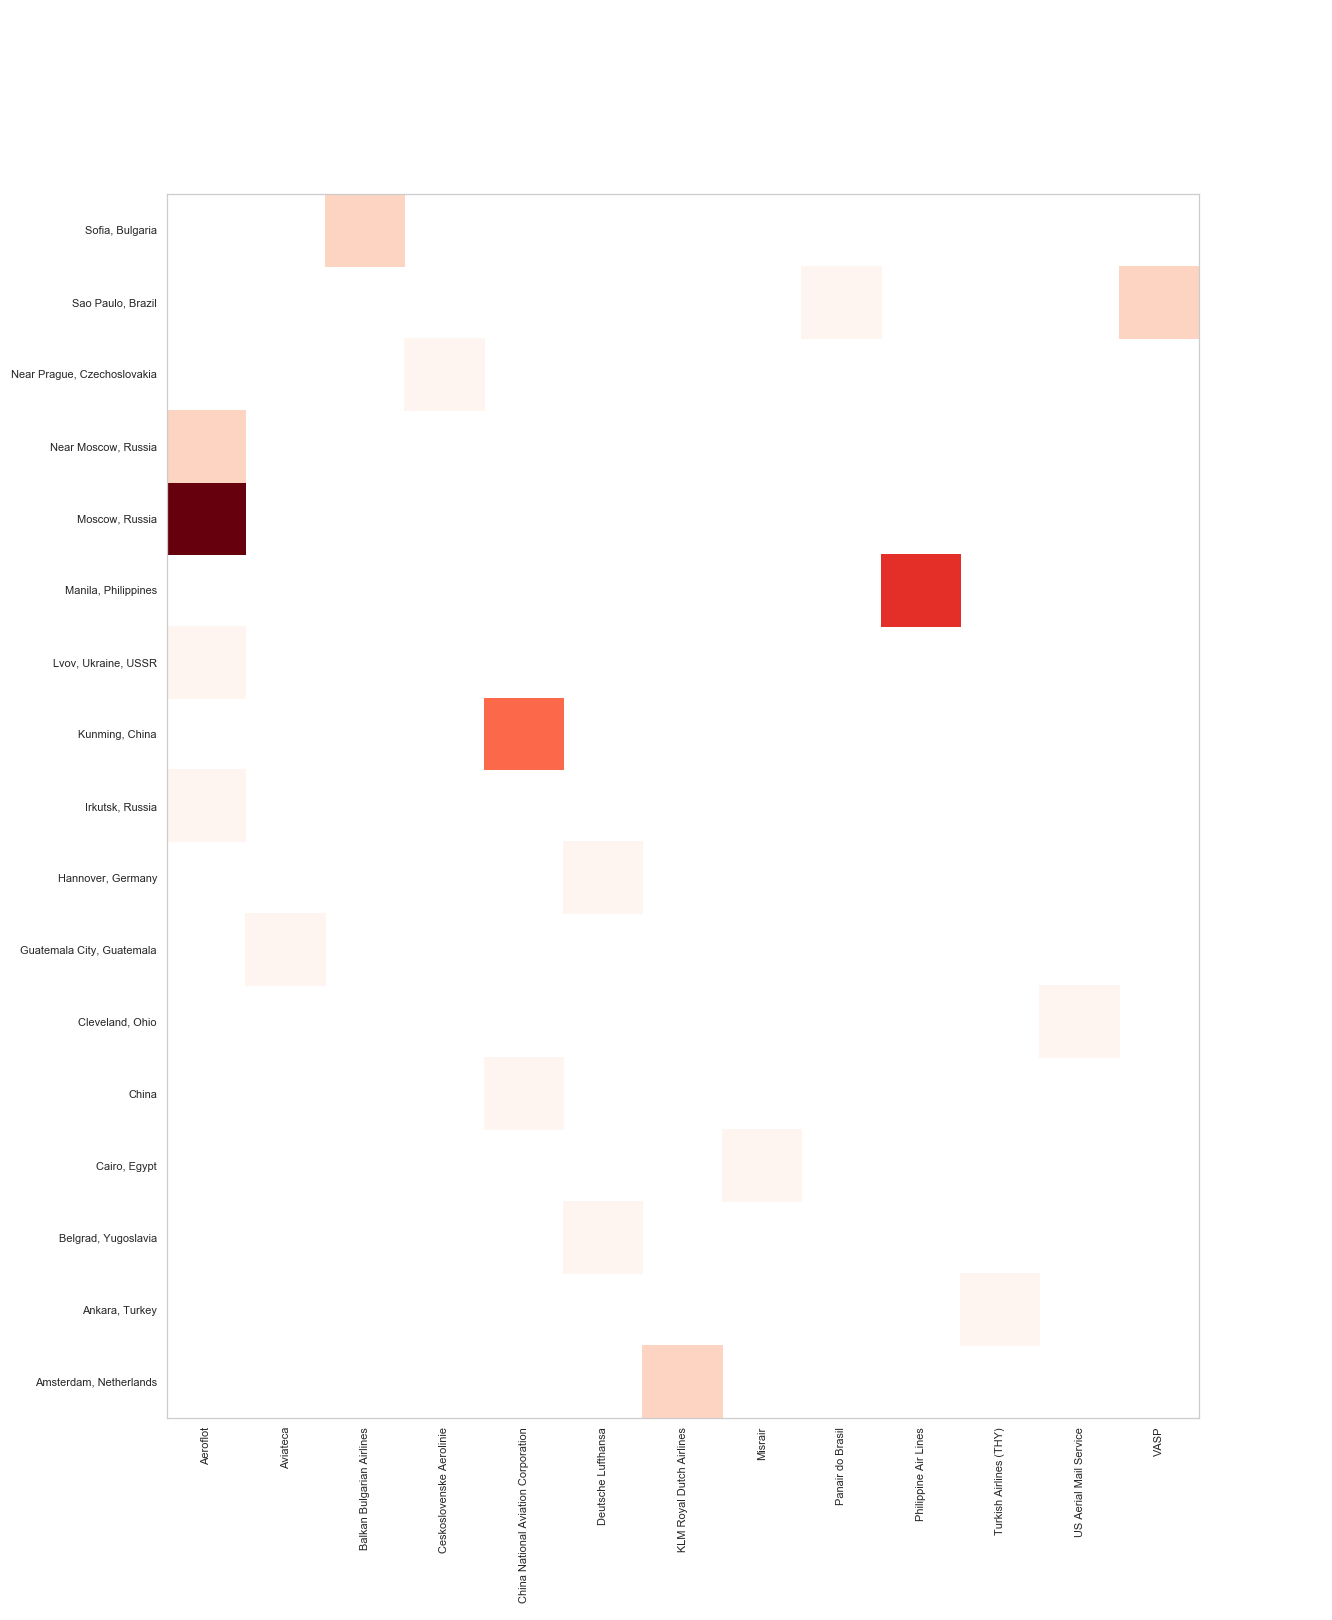 Sofia, Bulgaria
Sao Paulo, Brazil
Near Prague, Czechoslovakia
Near Moscow, Russia
Moscow, Russia
Manila, Philippines
Lvov, Ukraine, USSR
Kunming, China
Irkutsk, Russia
Hannover, Germany
Guatemala City, Guatemala
Cleveland, Ohio
China
Cairo, Egypt
Belgrad, Yugoslavia
Ankara, Turkey
Amsterdam, Netherlands
Aeroflot
Aviateca
Balkan Bulgarian Airlines
Ceskoslovenske Aerolinie
China National Aviation Corporation
Deutsche Lufthansa
KLM Royal Dutch Airlines
Misrair
Panair do Brasil
Philippine Air Lines
Turkish Airlines (THY)
US Aerial Mail Service
VASP